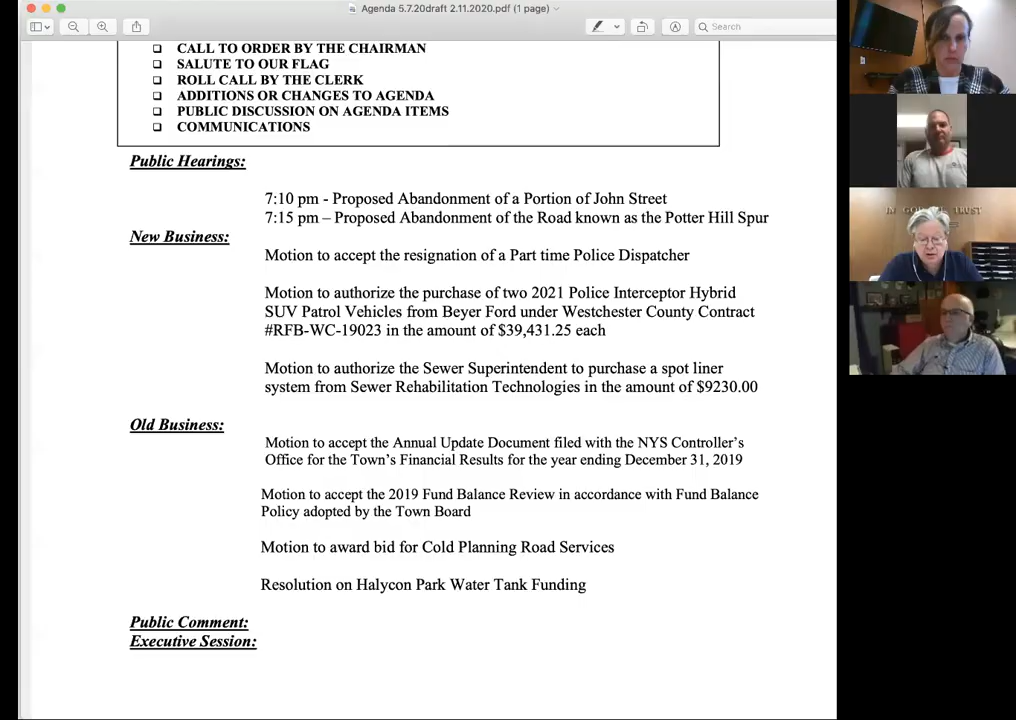 Agenda 5.7.20draft 2.11.2020.pdf (1 page)
Search
CALL TO ORDER BY THE CHAIRMAN
SALUTE TO OUR FLAG
ROLL CALL BY THE CLERK
ADDITIONS OR CHANGES TO AGENDA
PUBLIC DISCUSSION ON AGENDA ITEMS
COMMUNICATIONS
Public Hearings:
7:10 pm - Proposed Abandonment of a Portion of John Street
7:15 pm – Proposed Abandonment of the Road known as the Potter Hill Spur
New Business:
Motion to accept the resignation of a Part time Police Dispatcher
Motion to authorize the purchase of two 2021 Police Interceptor Hybrid
SUV Patrol Vehicles from Beyer Ford under Westchester County Contract
#RFB-WC-19023 in the amount of $39,431.25 each
Motion to authorize the Sewer Superintendent to purchase a spot liner
system from Sewer Rehabilitation Technologies in the amount of $9230.00
Old Business:
Motion to accept the Annual Update Document filed with the NYS Controller's
Office for the Town's Financial Results for the year ending December 31, 2019
Motion to accept the 2019 Fund Balance Review in accordance with Fund Balance
Policy adopted by the Town Board
Motion to award bid for Cold Planning Road Services
Resolution on Halycon Park Water Tank Funding
Public Comment:
Executive Session:
IN GOD TRUST